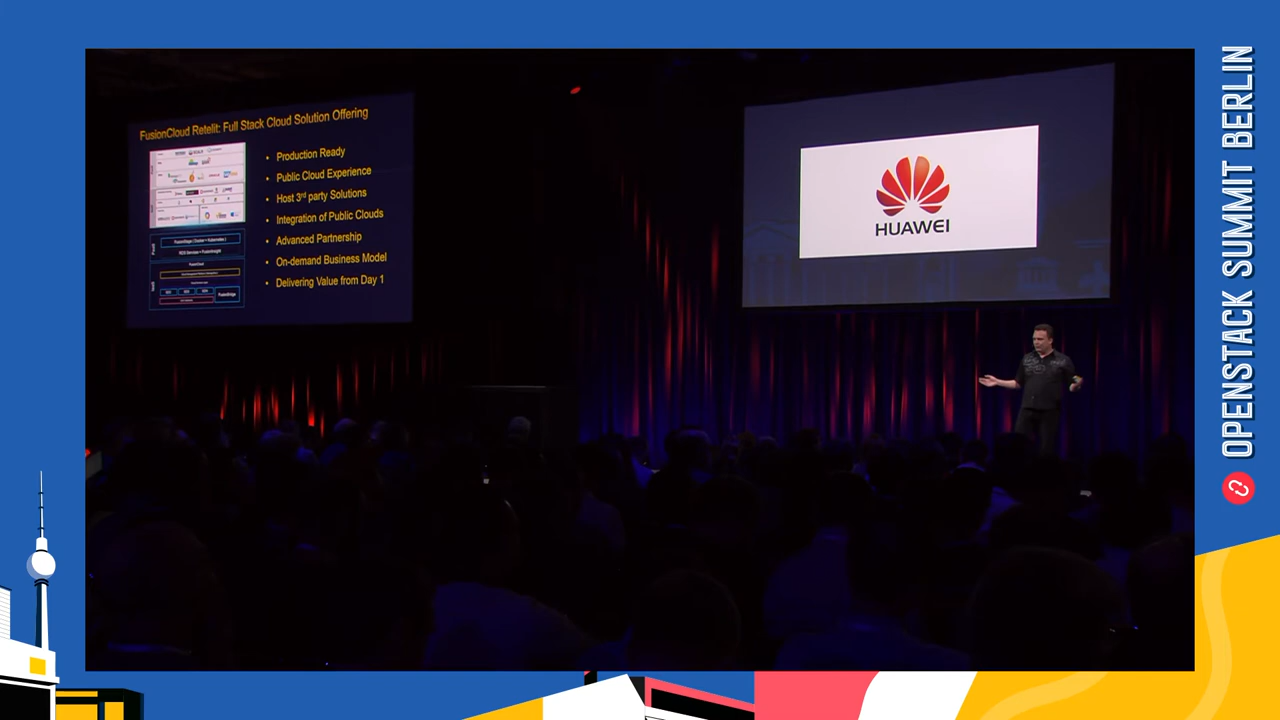 FusionCloud Retelit: Full Stack Cloud Solution Offering
• Production Ready
• Public Cloud Experience
• Host 3rd party Solutions
• Integration of Public Clouds
• Advanced Partnership
• On-demand Business Model
• Delivering Value from Day 1
HUAWEI
OPENSTACK SUMMIT BERLIN